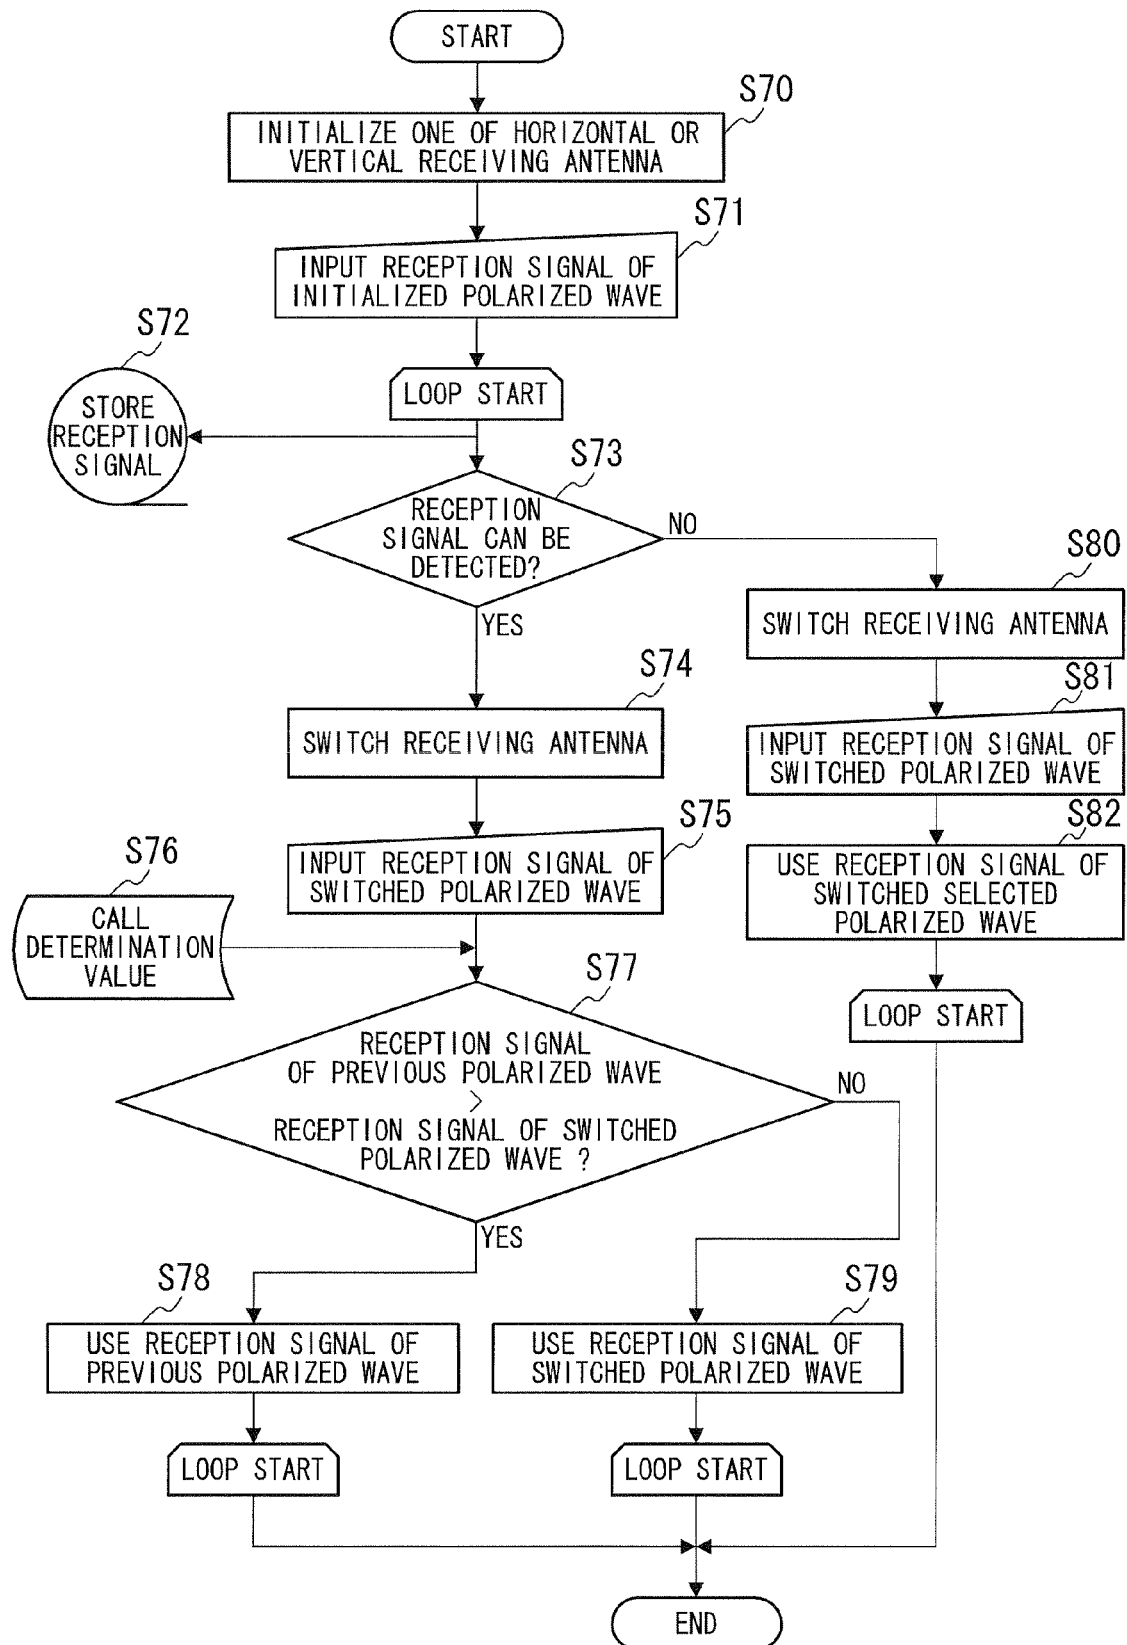 START
S70
INITIALIZE ONE OF HORIZONTAL OR
VERTICAL RECEIVING ANTENNA
S71
INPUT RECEPTION SIGNAL OF
INITIALIZED POLARIZED WAVE
LOOP START
S72
STORE
RECEPTION
SIGNAL
S73
RECEPTION
SIGNAL CAN BE
DETECTED?
NO
YES
S80
SWITCH RECEIVING ANTENNA
S81
INPUT RECEPTION SIGNAL OF
SWITCHED POLARIZED WAVE
S82
USE RECEPTION SIGNAL OF
SWITCHED SELECTED
POLARIZED WAVE
LOOP START
S74
SWITCH RECEIVING ANTENNA
S75
INPUT RECEPTION SIGNAL OF
SWITCHED POLARIZED WAVE
S76
CALL
DETERMINATION
VALUE
S77
RECEPTION SIGNAL
OF PREVIOUS POLARIZED WAVE
>
RECEPTION SIGNAL OF SWITCHED
POLARIZED WAVE ?
NO
YES
S78
USE RECEPTION SIGNAL OF
PREVIOUS POLARIZED WAVE
LOOP START
S79
USE RECEPTION SIGNAL OF
SWITCHED POLARIZED WAVE
LOOP START
END